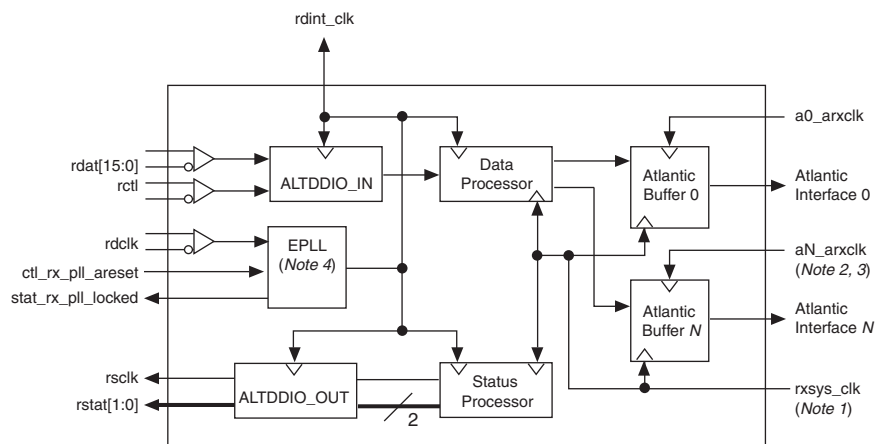 rdint_clk
a0_arxclk
rdat[15:0]
rctl
ALTDDIO_IN
Data
Processor
Atlantic
Buffer 0
Atlantic
Interface 0
rdclk
EPLL
(Note 4)
ctl_rx_pll_areset
stat_rx_pll_locked
aN_arxclk
(Note 2, 3)
Atlantic
Buffer N
Atlantic
Interface N
rsclk
rstat[1:0]
ALTDDIO_OUT
2
Status
Processor
rxsys_clk
(Note 1)